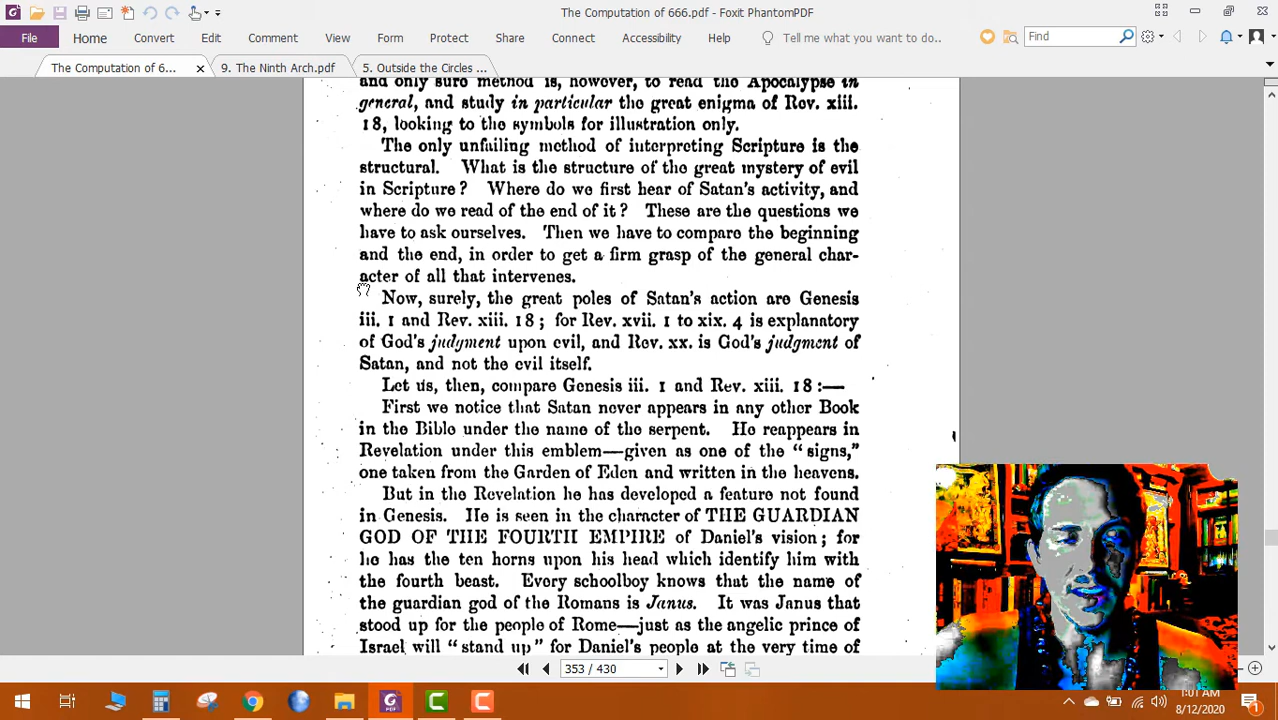 The Computation of 666.pdf - Foxit PhantomPDF
File Home Convert Edit Comment View Form Protect Share Connect Accessibility Help Tell me what you want to do.. Find
The Computation of 6... 9. The Ninth Arch.pdf 5. Outside the Circles ...
and only sure method is, however, to read the Apocalypse in
general, and study in particular the great enigma of Rev. xiii.
18, looking to the symbols for illustration only.
The only unfailing method of interpreting Scripture is the
structural. What is the structure of the great mystery of evil
in Scripture? Where do we first hear of Satan's activity, and
where do we read of the end of it? These are the questions we
have to ask ourselves. Then we have to compare the beginning
and the end, in order to get a firm grasp of the general char-
acter of all that intervenes.
Now, surely, the great poles of Satan's action are Genesis
iii. 1 and Rev. xiii. 18; for Rev. xvii. 1 to xix. 4 is explanatory
of God's judgment upon evil, and Rev. xx. is God's judgment of
Satan, and not the evil itself.
Let us, then, compare Genesis iii. 1 and Rev. xiii. 18:—
First we notice that Satan never appears in any other Book
in the Bible under the name of the serpent. He reappears in
Revelation under this emblem—given as one of the "signs,"
one taken from the Garden of Eden and written in the heavens.
But in the Revelation he has developed a feature not found
in Genesis. He is seen in the character of THE GUARDIAN
GOD OF THE FOURTH EMPIRE of Daniel's vision; for
he has the ten horns upon his head which identify him with
the fourth beast. Every schoolboy knows that the name of
the guardian god of the Romans is Janus. It was Janus that
stood up for the people of Rome—just as the angelic prince of
Israel will "stand up" for Daniel's people at the very time of
353 / 430
1:01 AM
8/12/2020